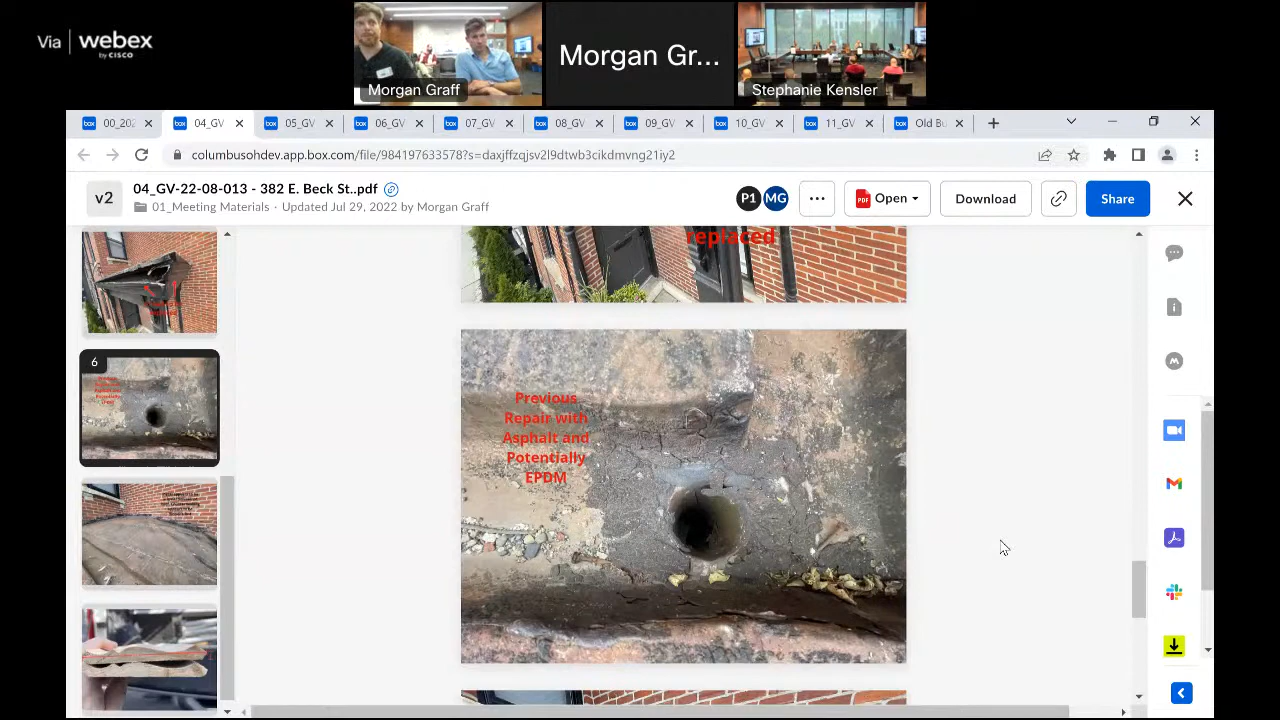 Via webex
by CISCO
Morgan Graff
Morgan Gr...
Stephanie Kensler
00_202
04_GV
05_GV
06_GV
07_GV
08_GV
09_GV
10_GV
11_GV
Old Bu
columbusohdev.app.box.com/file/984197633578?s=daxjffzqjsv2l9dtwb3cikdmvng21iy2
v2
04_GV-22-08-013 - 382 E. Beck St..pdf
01_Meeting Materials · Updated Jul 29, 2022 by Morgan Graff
P1
MG
Open
Download
Share
replaced
6
Previous
Repair with
Asphalt and
Potentially
EPDM